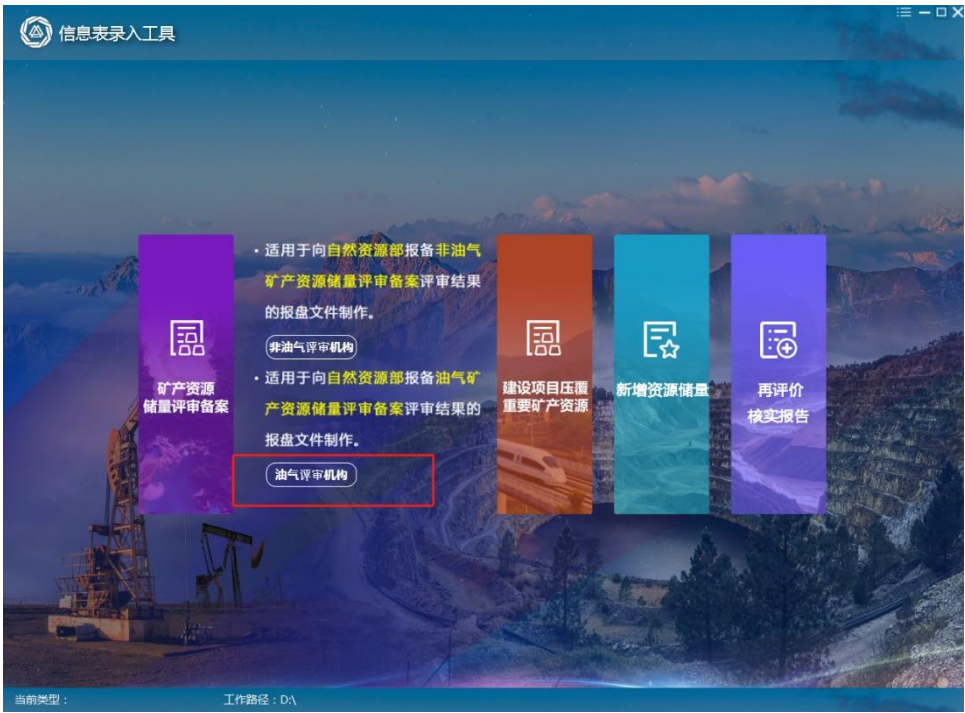 信息表录入工具
· 适用于向自然资源部报备非油气
矿产资源储量评审备案评审结果
的报盘文件制作。
非油气评审机构
· 适用于向自然资源部报备油气矿
产资源储量评审备案评审结果的
报盘文件制作。
油气评审机构
矿产资源
储量评审备案
建设项目压覆
重要矿产资源
新增资源储量
再评价
核实报告
当前类型：
工作路径：D:\